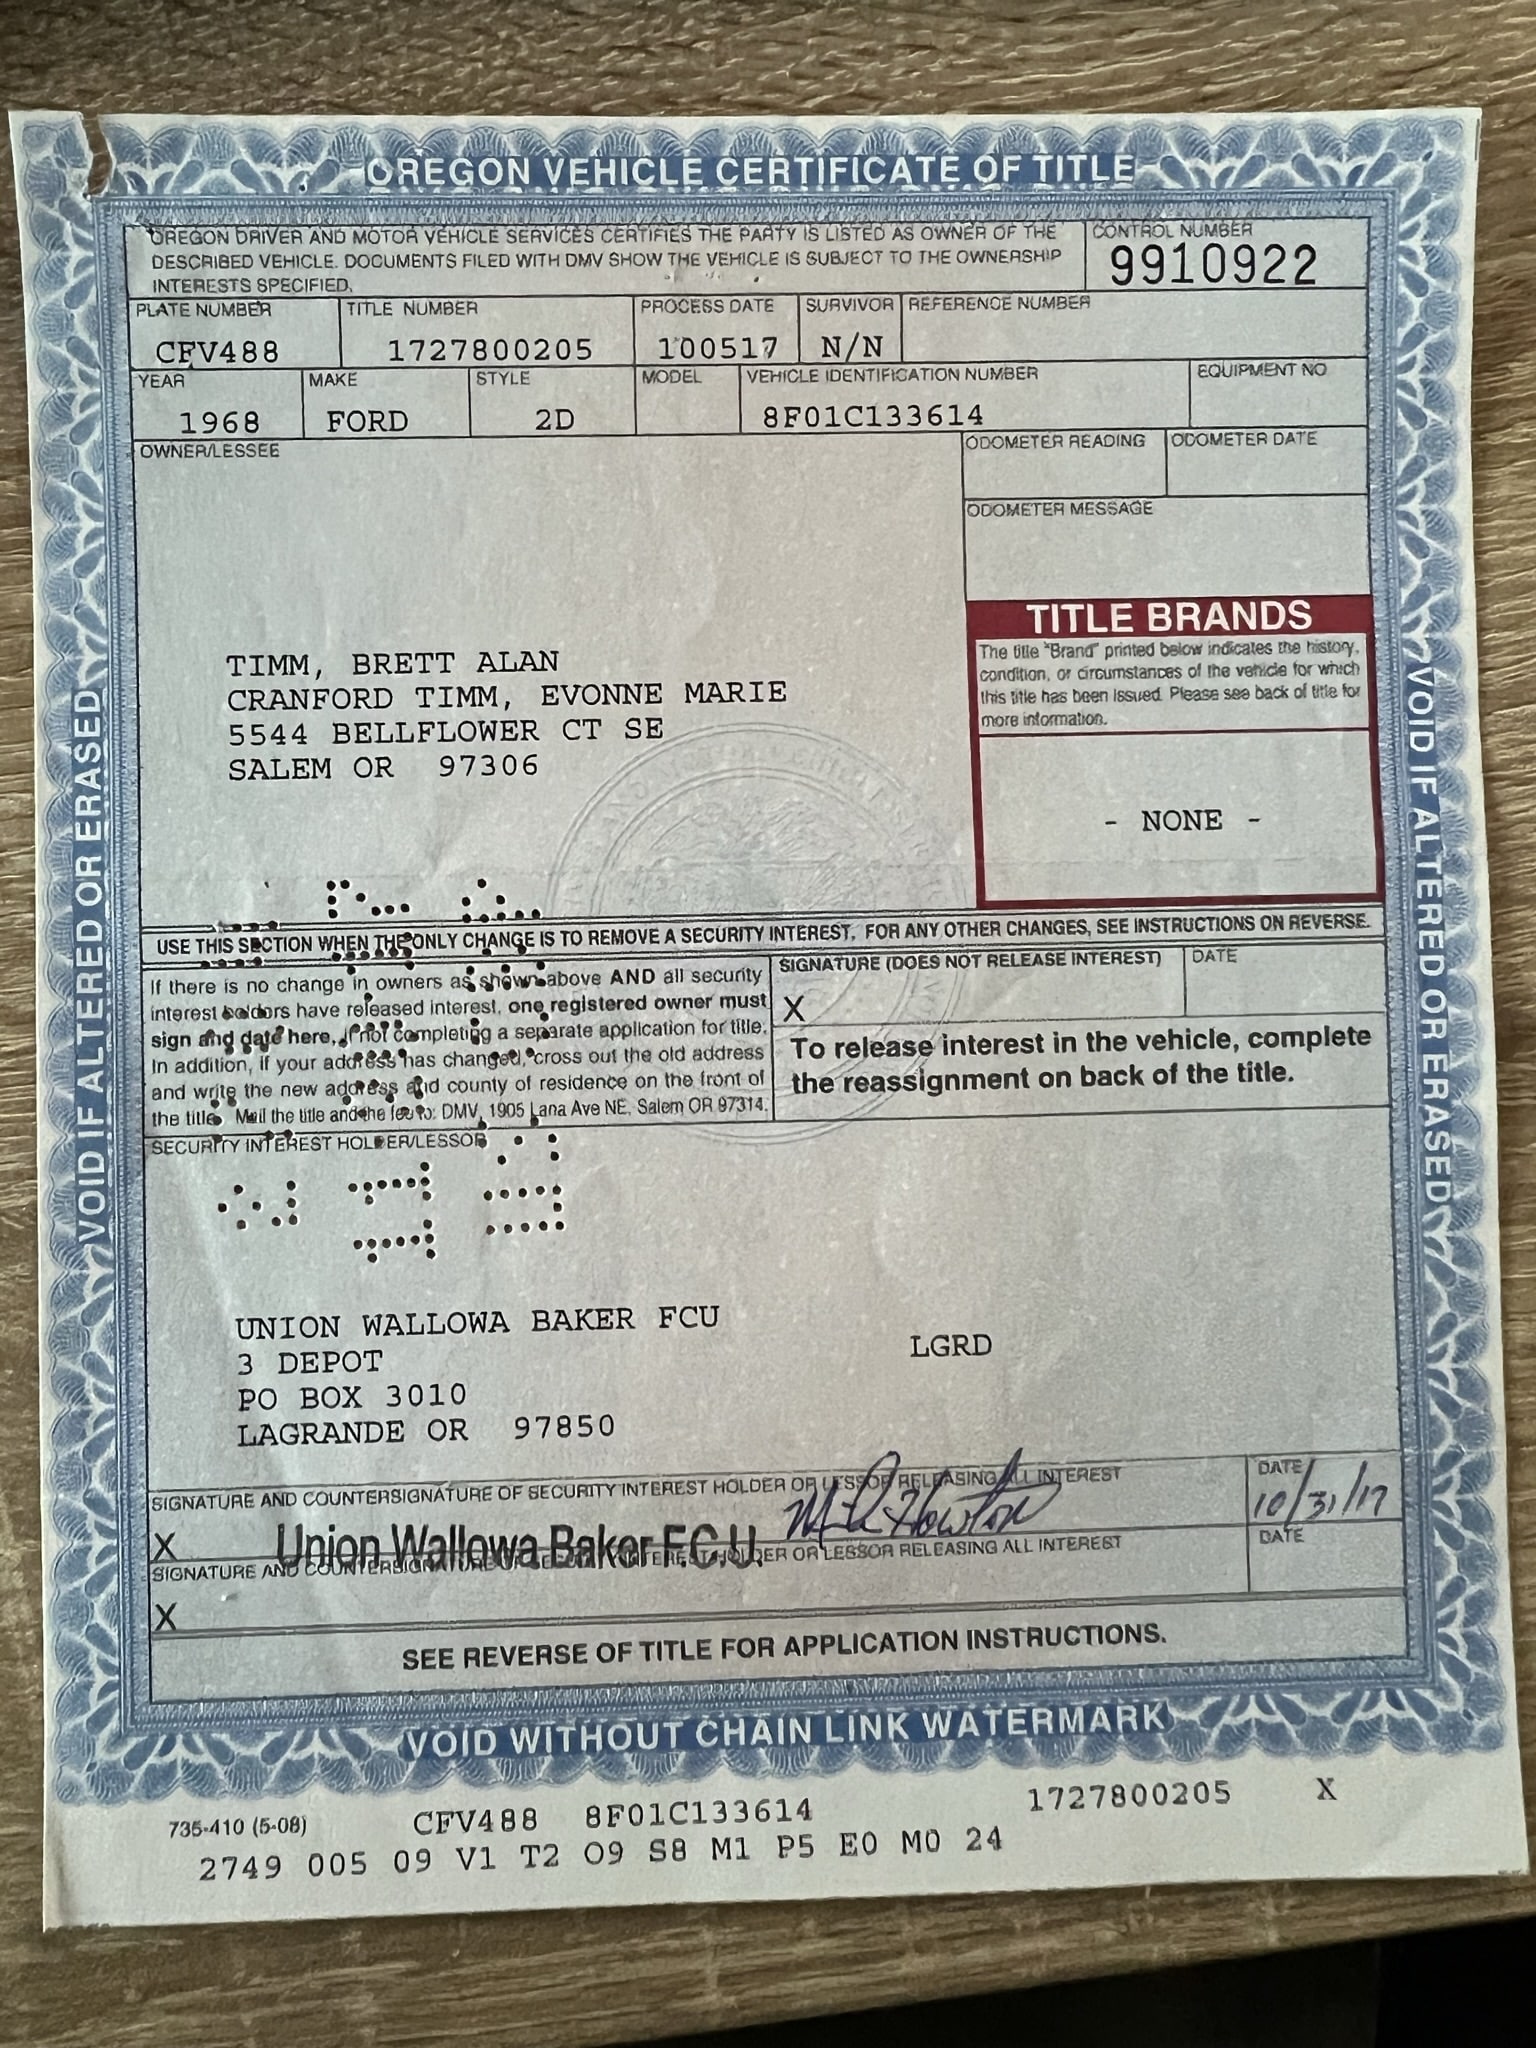 OREGON VEHICLE CERTIFICATE OF TITLE
OREGON DRIVER AND MOTOR VEHICLE SERVICES CERTIFIES THE PARTY IS LISTED AS OWNER OF THE
DESCRIBED VEHICLE. DOCUMENTS FILED WITH DMV SHOW THE VEHICLE IS SUBJECT TO THE OWNERSHIP
INTERESTS SPECIFIED.
CONTROL NUMBER
9910922
PLATE NUMBER TITLE NUMBER PROCESS DATE SURVIVOR REFERENCE NUMBER
CFV488 1727800205 100517 N/N
YEAR MAKE STYLE MODEL VEHICLE IDENTIFICATION NUMBER EQUIPMENT NO
1968 FORD 2D 8F01C133614
OWNER/LESSEE
ODOMETER READING ODOMETER DATE
ODOMETER MESSAGE
TITLE BRANDS
The title "Brand" printed below indicates the history,
condition, or circumstances of the vehicle for which
this title has been issued. Please see back of title for
more information.
- NONE -
TIMM, BRETT ALAN
CRANFORD TIMM, EVONNE MARIE
5544 BELLFLOWER CT SE
SALEM OR 97306
USE THIS SECTION WHEN THE ONLY CHANGE IS TO REMOVE A SECURITY INTEREST. FOR ANY OTHER CHANGES, SEE INSTRUCTIONS ON REVERSE.
If there is no change in owners as shown above AND all security
interest holders have released interest, one registered owner must
sign and date here, if not completing a separate application for title.
In addition, if your address has changed, cross out the old address
and write the new address and county of residence on the front of
the title. Mail the title and the fee to: DMV, 1905 Lana Ave NE, Salem OR 97314.
SIGNATURE (DOES NOT RELEASE INTEREST) DATE
X
To release interest in the vehicle, complete
the reassignment on back of the title.
SECURITY INTEREST HOLDER/LESSOR
UNION WALLOWA BAKER FCU
LGRD
3 DEPOT
PO BOX 3010
LAGRANDE OR 97850
SIGNATURE AND COUNTERSIGNATURE OF SECURITY INTEREST HOLDER OR LESSOR RELEASING ALL INTEREST DATE
X Union Wallowa Baker F.C.U. 10/31/17
SIGNATURE AND COUNTERSIGNATURE OF SECURITY INTEREST HOLDER OR LESSOR RELEASING ALL INTEREST DATE
X
SEE REVERSE OF TITLE FOR APPLICATION INSTRUCTIONS.
VOID WITHOUT CHAIN LINK WATERMARK
VOID IF ALTERED OR ERASED
VOID IF ALTERED OR ERASED
735-410 (5-08) CFV488 8F01C133614 1727800205 X
2749 005 09 V1 T2 O9 S8 M1 P5 E0 M0 24